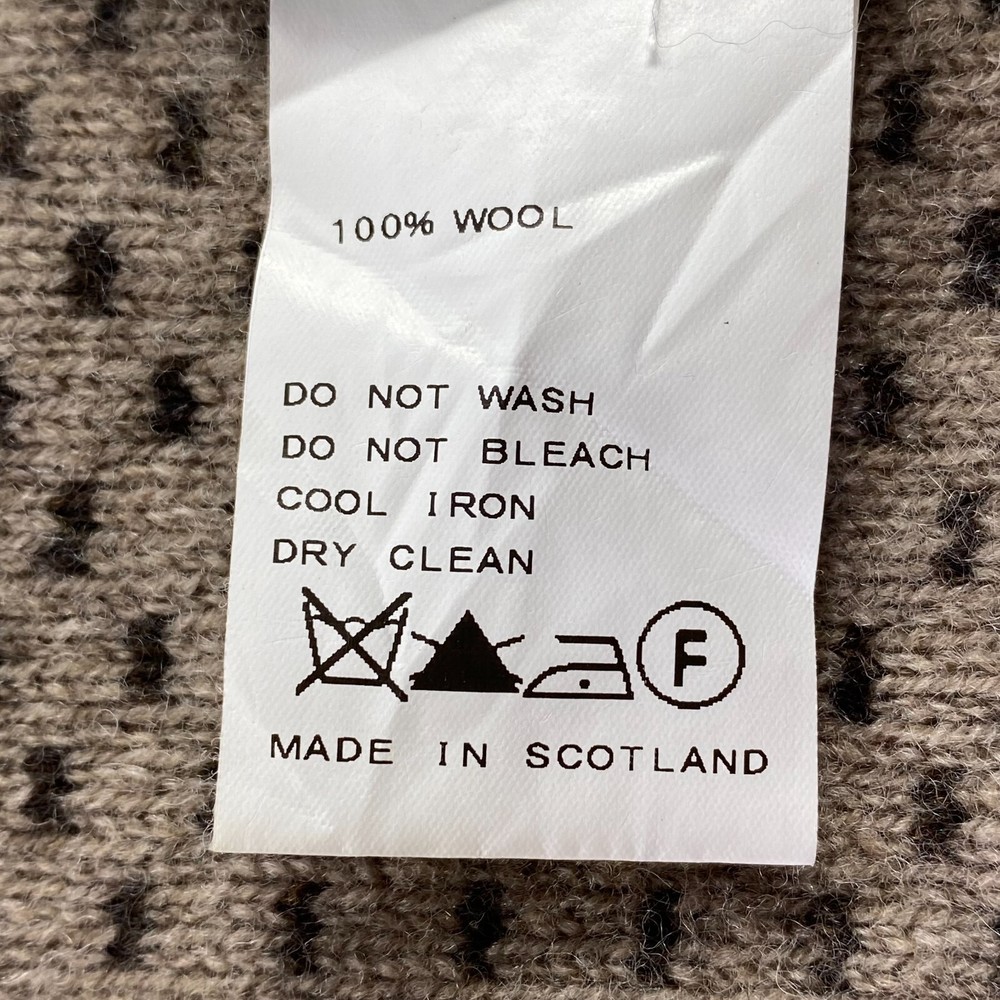 100% WOOL
DO NOT WASH
DO NOT BLEACH
COOL IRON
DRY CLEAN
F
MADE IN SCOTLAND